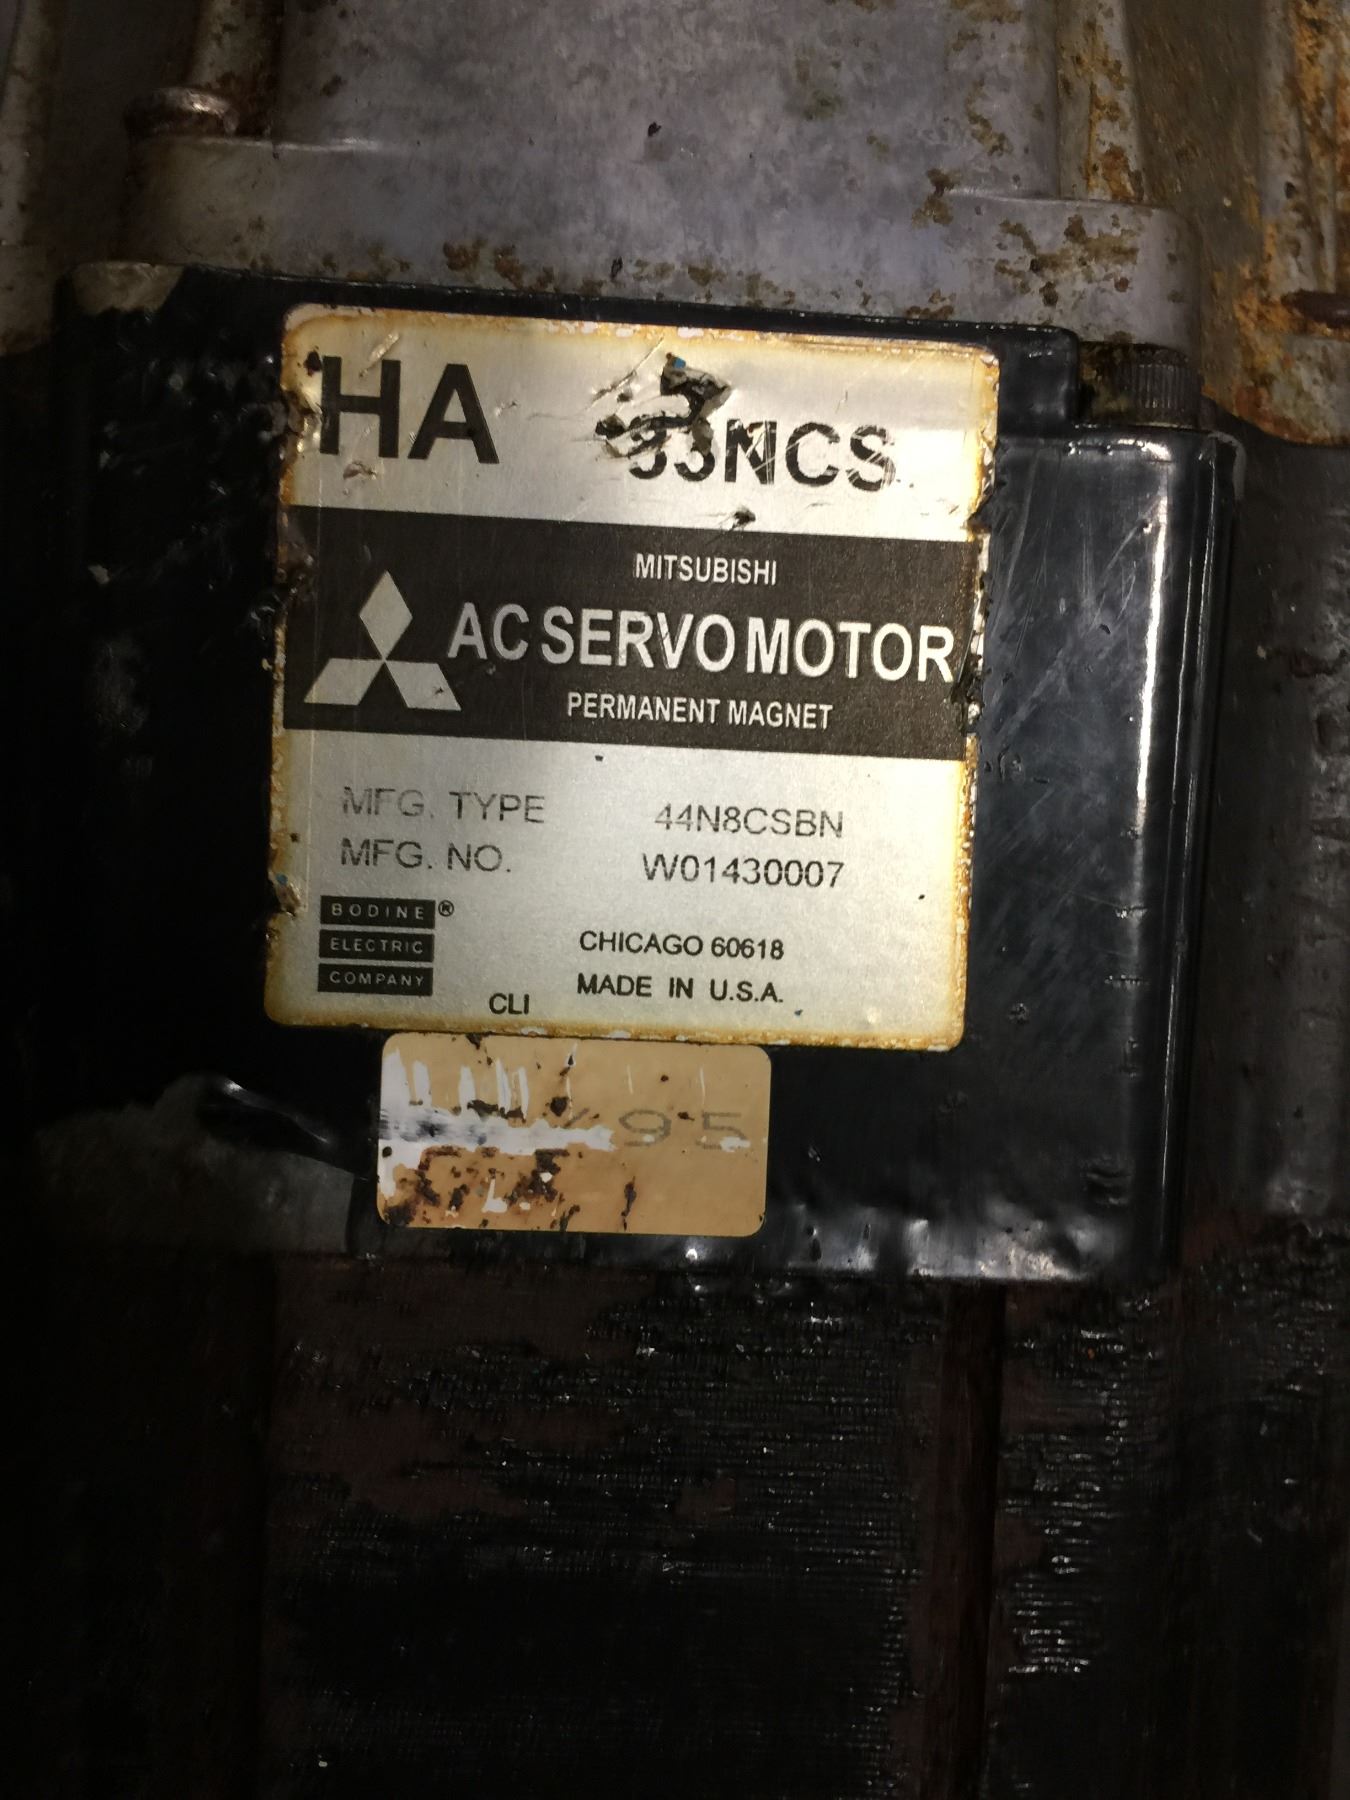 HA 33NCS
MITSUBISHI
AC SERVO MOTOR
PERMANENT MAGNET
MFG. TYPE 44N8CSBN
MFG. NO. W01430007
BODINE ®
ELECTRIC
COMPANY
CHICAGO 60618
MADE IN U.S.A.
CLI
95